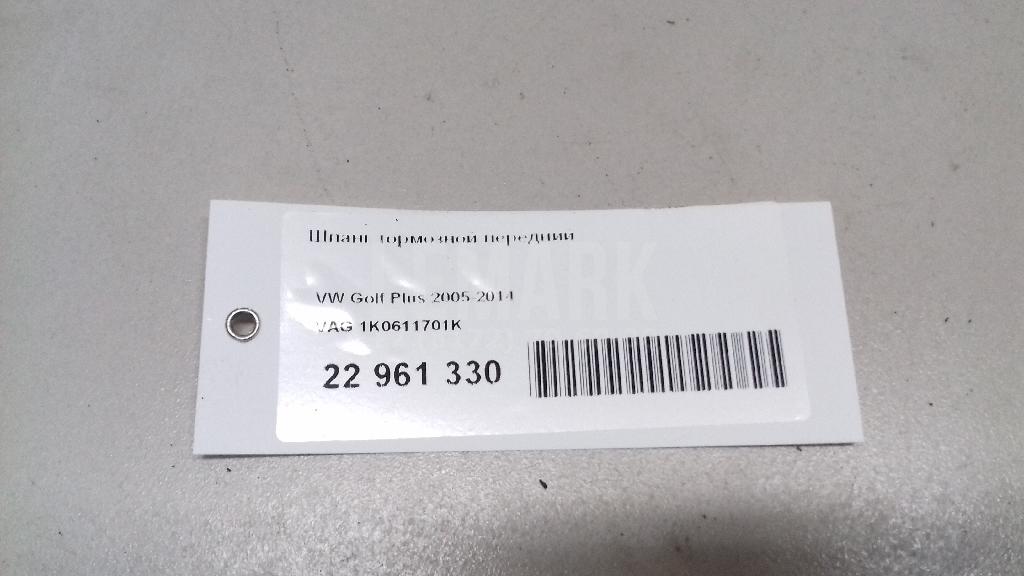 Шланг тормозной передний
VW Golf Plus 2005-2014
VAG 1K0611701K
22 961 330